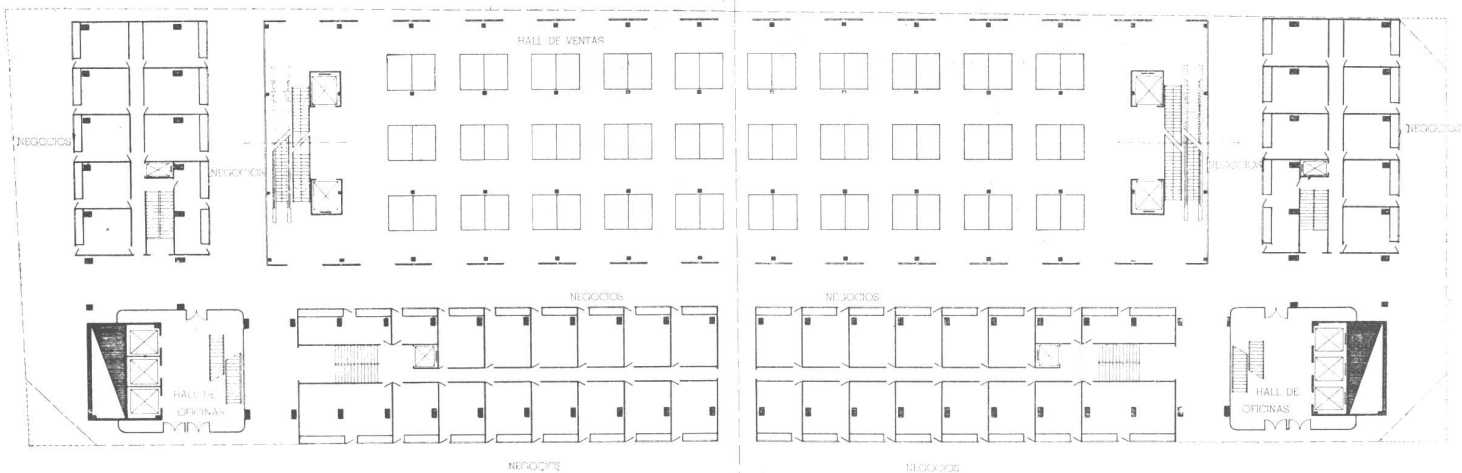 HALL DE VENTAS
NEGOCIOS
NEGOCIOS
NEGOCIOS
NEGOCIOS
NEGOCIOS
NEGOCIOS
HALL DE
OFICINAS
HALL DE
OFICINAS
NEGOCIOS
NEGOCIOS